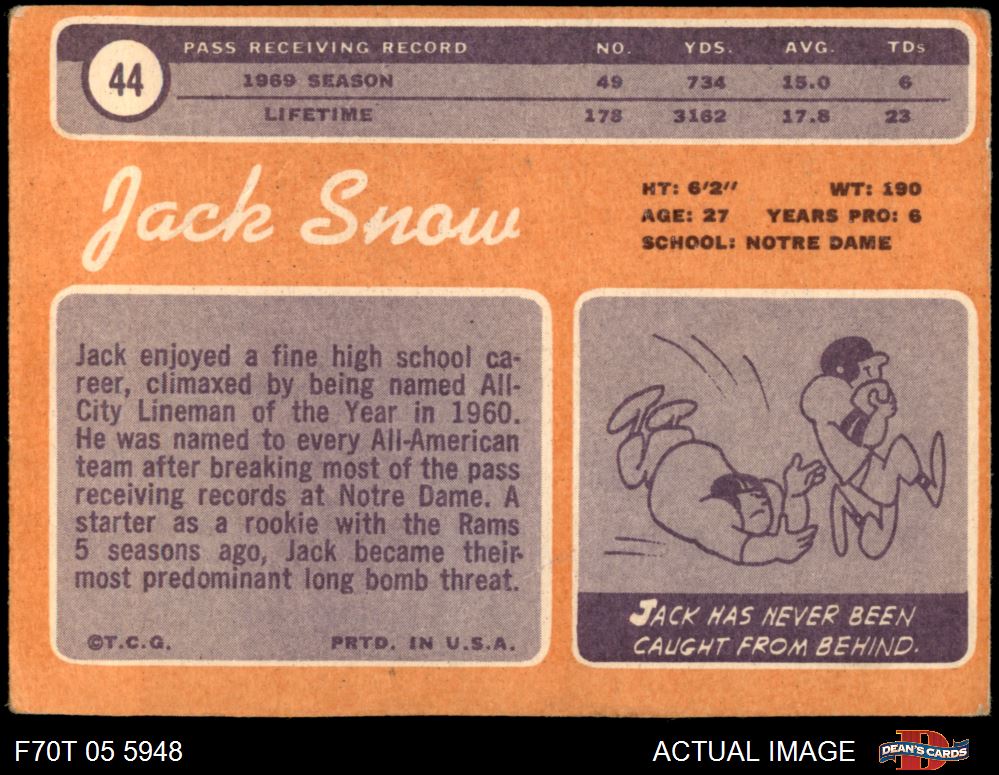 44
PASS RECEIVING RECORD NO. YDS. AVG. TDs
1969 SEASON 49 734 15.0 6
LIFETIME 178 3162 17.8 23
Jack Snow
HT: 6'2" WT: 190
AGE: 27 YEARS PRO: 6
SCHOOL: NOTRE DAME
Jack enjoyed a fine high school ca-
reer, climaxed by being named All-
City Lineman of the Year in 1960.
He was named to every All-American
team after breaking most of the pass
receiving records at Notre Dame. A
starter as a rookie with the Rams
5 seasons ago, Jack became their
most predominant long bomb threat.
©T.C.G. PRTD. IN U.S.A.
JACK HAS NEVER BEEN
CAUGHT FROM BEHIND.
F70T 05 5948 ACTUAL IMAGE D DEAN'S CARDS